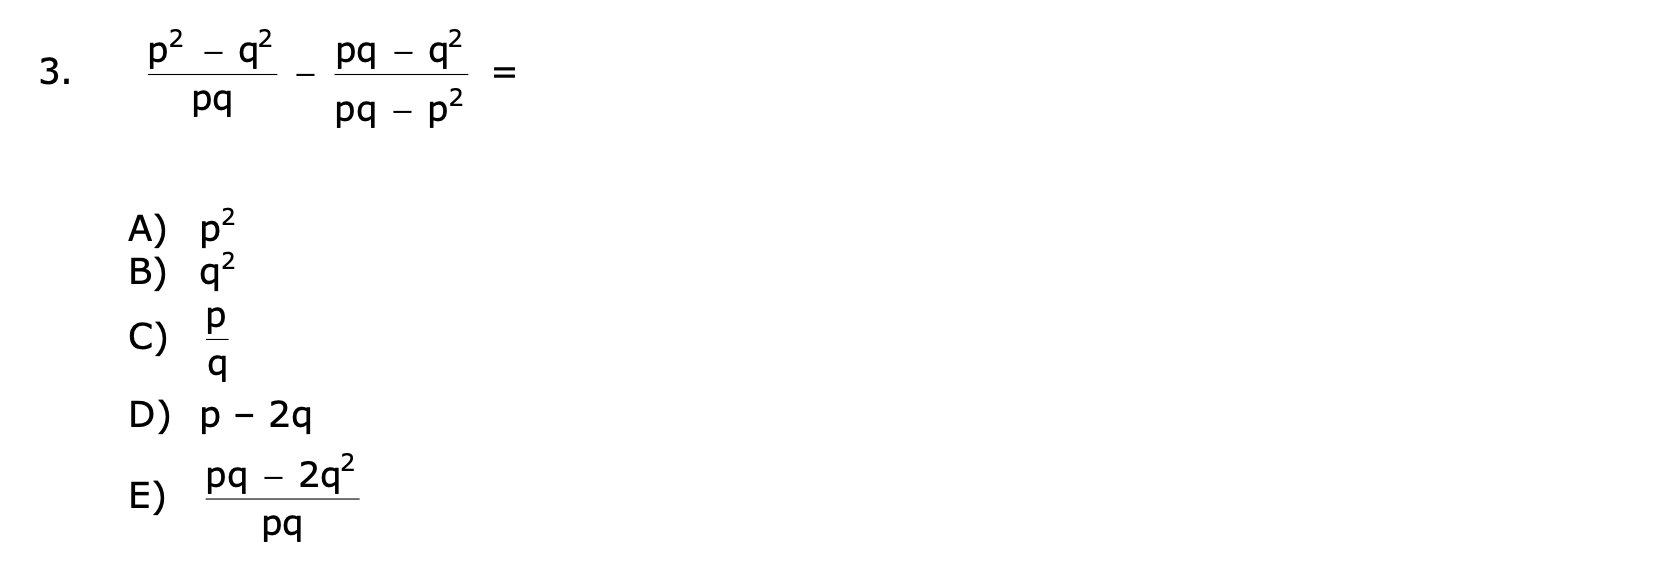 3. p² – q² / pq – pq – q² / pq – p² =
A) p²
B) q²
C) p / q
D) p – 2q
E) pq – 2q² / pq